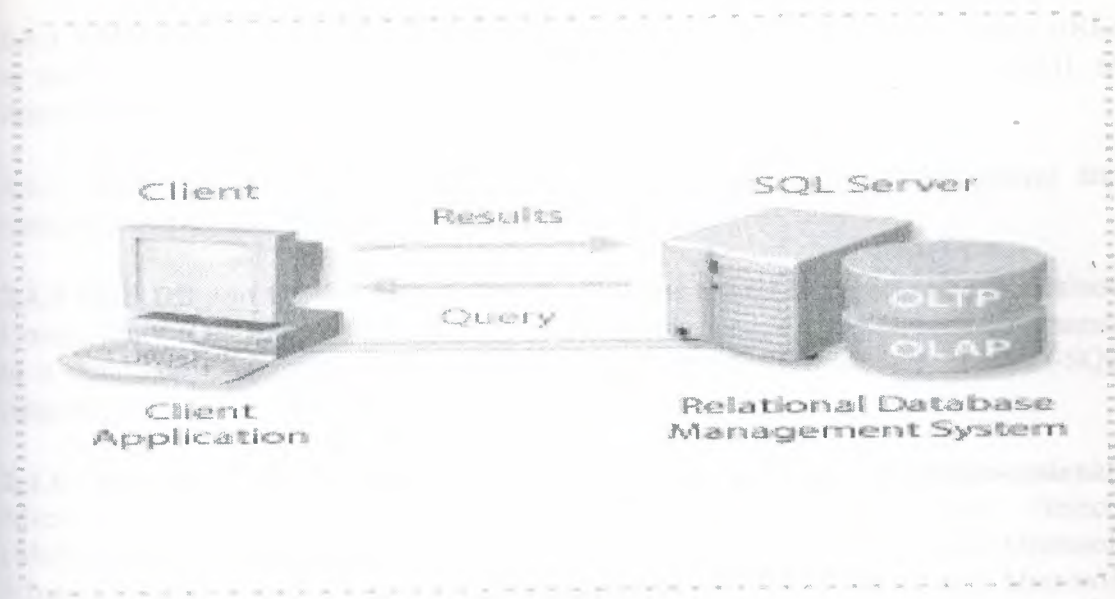 Client
SQL Server
Results
Query
OLTP
OLAP
Client
Application
Relational Database
Management System